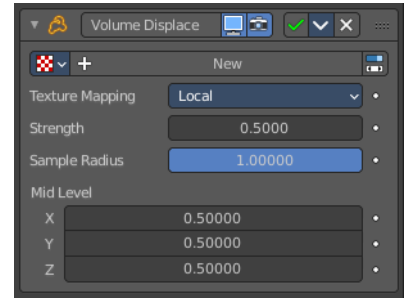 Volume Displace
New
Texture Mapping Local
Strength 0.5000
Sample Radius 1.00000
Mid Level
X 0.50000
Y 0.50000
Z 0.50000